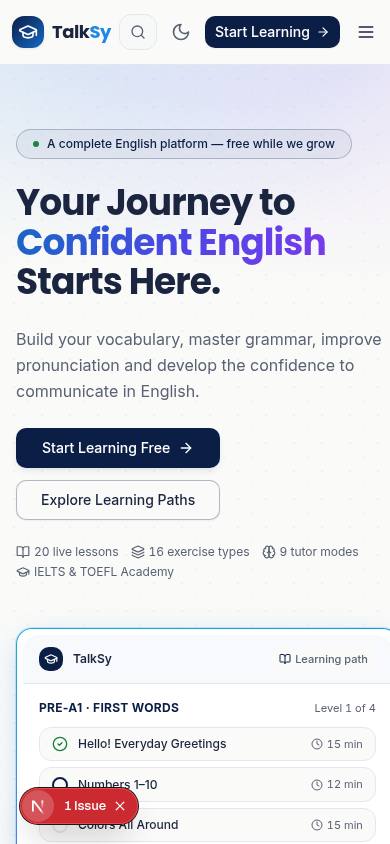 TalkSy
Start Learning →
A complete English platform — free while we grow
Your Journey to
Confident English
Starts Here.
Build your vocabulary, master grammar, improve
pronunciation and develop the confidence to
communicate in English.
Start Learning Free →
Explore Learning Paths
20 live lessons 16 exercise types 9 tutor modes
IELTS & TOEFL Academy
TalkSy Learning path
PRE-A1 · FIRST WORDS Level 1 of 4
Hello! Everyday Greetings 15 min
Numbers 1–10 12 min
N 1 Issue ×
Colors All Around 15 min